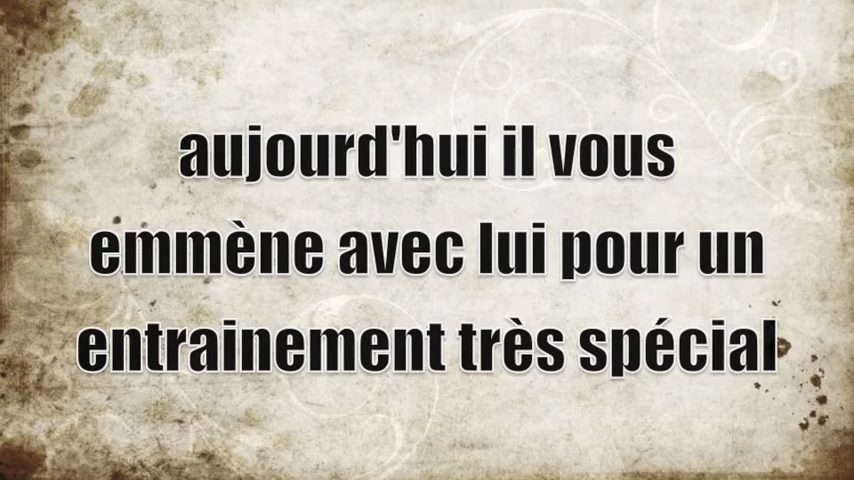 aujourd'hui il vous
emmène avec lui pour un
entrainement très spécial